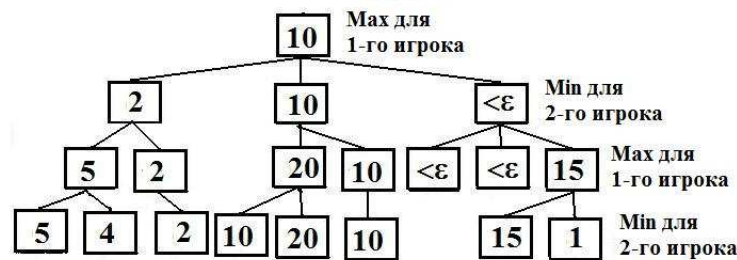 10 Max для
1-го игрока
2 10 <ε Min для
2-го игрока
5 2 20 10 <ε <ε 15 Max для
1-го игрока
5 4 2 10 20 10 15 1 Min для
2-го игрока